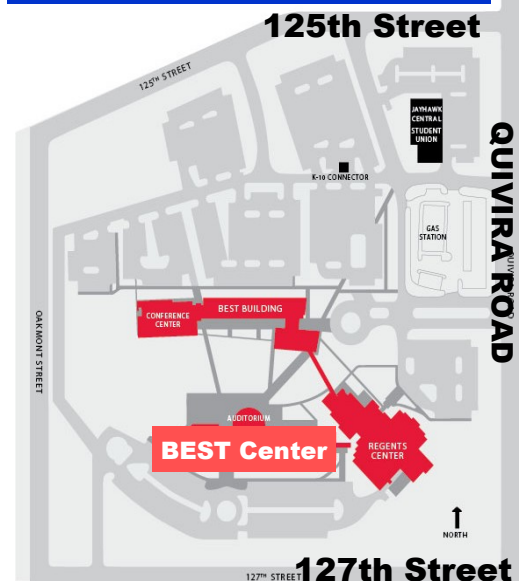 125th Street
125TH STREET
JAYHAWK
CENTRAL
STUDENT
UNION
K-10 CONNECTOR
QUIVIRA ROAD
GAS
STATION
OAKMONT STREET
CONFERENCE
CENTER
BEST BUILDING
AUDITORIUM
BEST Center
REGENTS
CENTER
NORTH
127TH STREET
127th Street